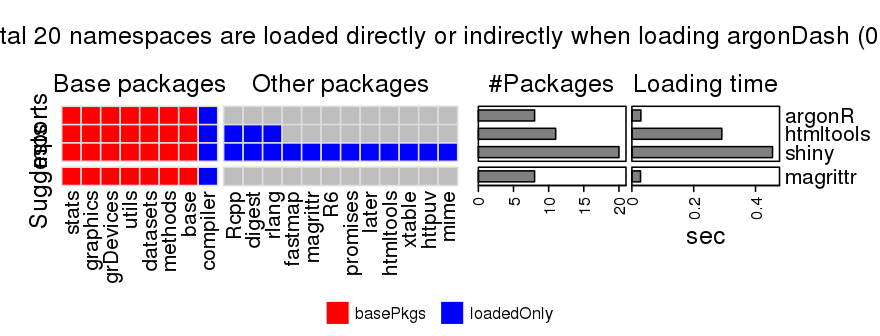 tal 20 namespaces are loaded directly or indirectly when loading argonDash (0
Base packages
Other packages
#Packages
Loading time
Imports
Suggests
argonR
htmltools
shiny
magrittr
stats
graphics
grDevices
utils
datasets
methods
base
compiler
Rcpp
digest
rlang
fastmap
magrittr
R6
promises
later
htmltools
xtable
httpuv
mime
0
5
10
15
20
0
0.2
0.4
sec
basePkgs
loadedOnly